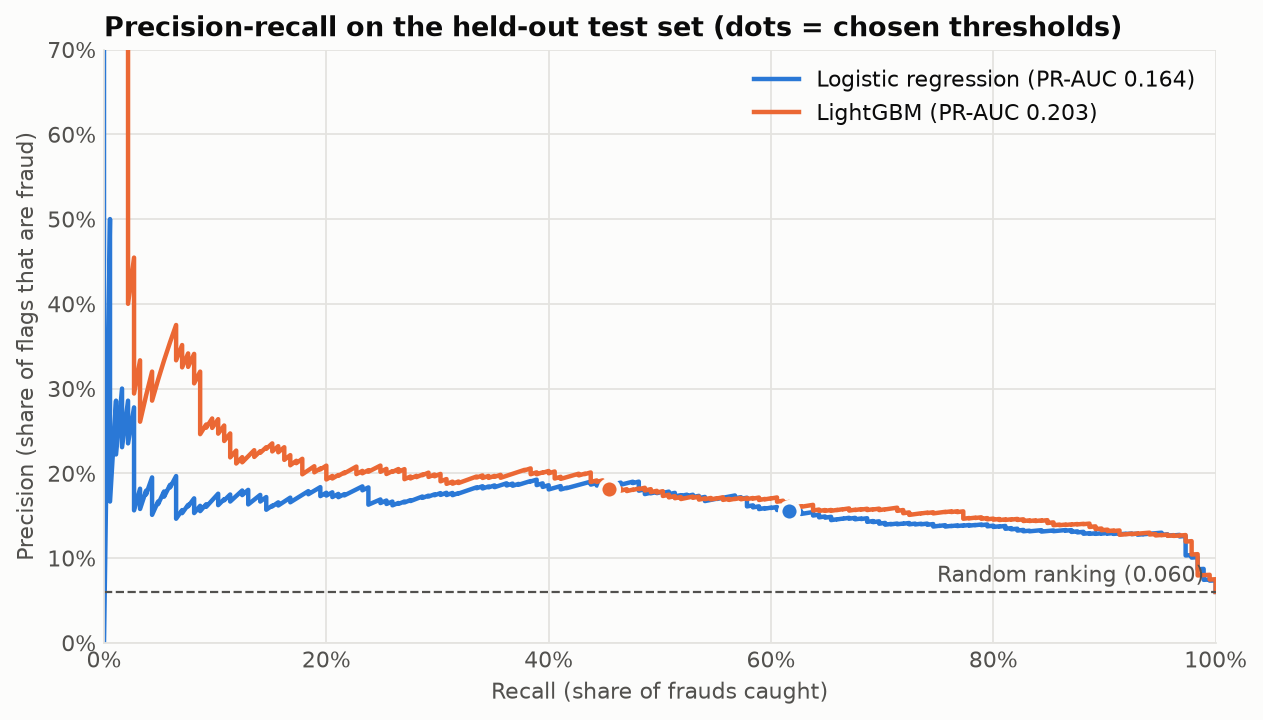 Precision-recall on the held-out test set (dots = chosen thresholds)
Logistic regression (PR-AUC 0.164)
LightGBM (PR-AUC 0.203)
Precision (share of flags that are fraud)
70%
60%
50%
40%
30%
20%
10%
0%
Random ranking (0.060)
0%
20%
40%
60%
80%
100%
Recall (share of frauds caught)